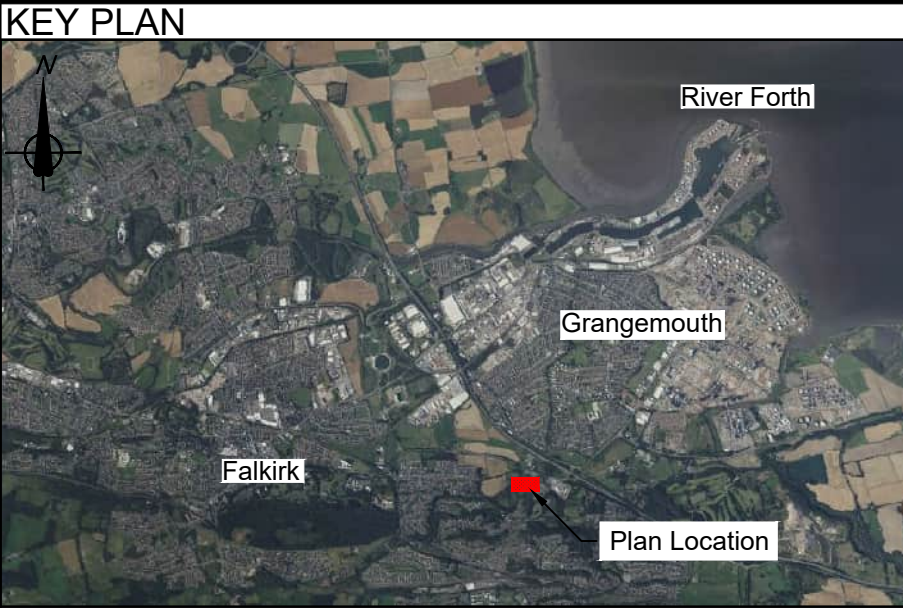 KEY PLAN
N
River Forth
Grangemouth
Falkirk
Plan Location